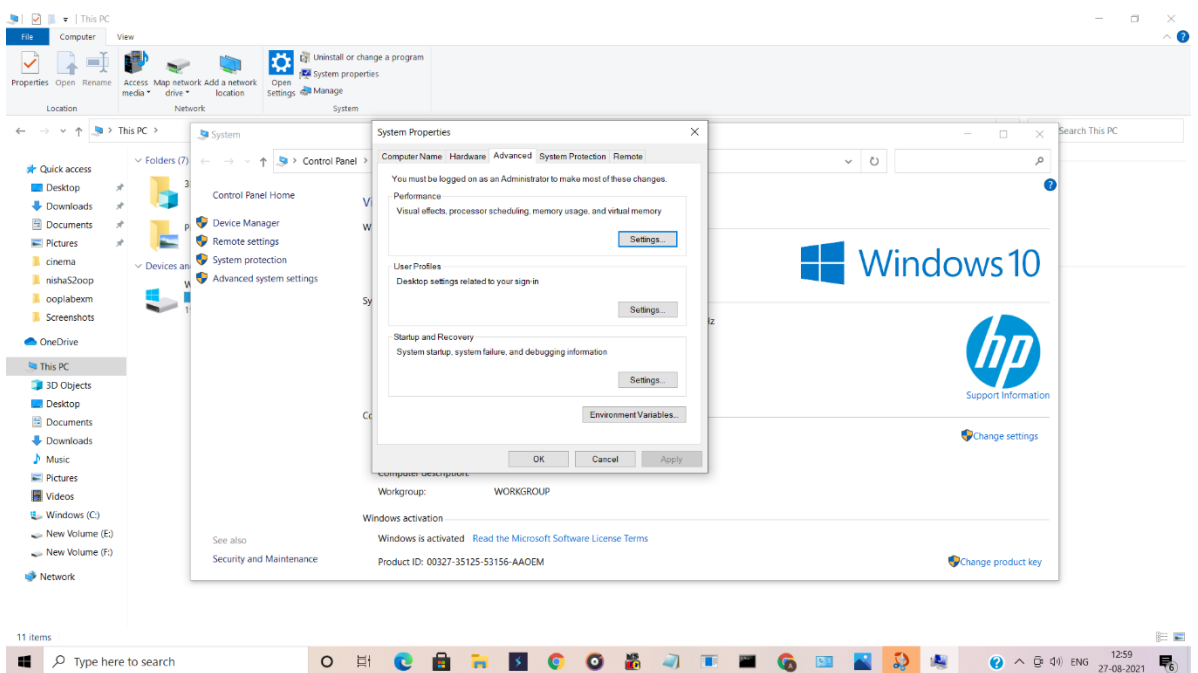 This PC
File Computer View
Properties Open Rename Access media Map network drive Add a network location Open Settings
Uninstall or change a program
System properties
Manage
Location Network System
This PC
Search This PC
Quick access
Desktop
Downloads
Documents
Pictures
cinema
nishaS2oop
ooplabexm
Screenshots
OneDrive
This PC
3D Objects
Desktop
Documents
Downloads
Music
Pictures
Videos
Windows (C:)
New Volume (E:)
New Volume (F:)
Network
Folders (7)
3
P
Devices an
W
1
System
Control Panel
Control Panel Home
Device Manager
Remote settings
System protection
Advanced system settings
See also
Security and Maintenance
Vi
W
Sy
Co
System Properties
Computer Name Hardware Advanced System Protection Remote
You must be logged on as an Administrator to make most of these changes.
Performance
Visual effects, processor scheduling, memory usage, and virtual memory
Settings...
User Profiles
Desktop settings related to your sign-in
Settings...
Startup and Recovery
System startup, system failure, and debugging information
Settings...
Environment Variables...
OK Cancel Apply
Windows 10
Hz
hp
Support Information
Change settings
Computer description:
Workgroup: WORKGROUP
Windows activation
Windows is activated Read the Microsoft Software License Terms
Product ID: 00327-35125-53156-AAOEM
Change product key
11 items
Type here to search
ENG
12:59
27-08-2021
6